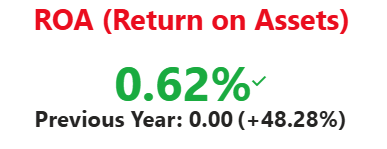 ROA (Return on Assets)
0.62%✓
Previous Year: 0.00 (+48.28%)